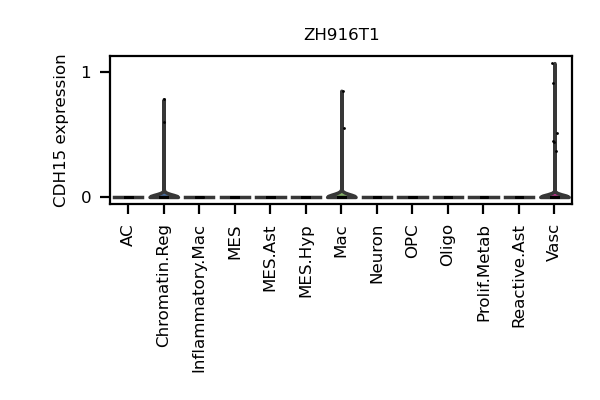 ZH916T1
CDH15 expression
1
0
AC
Chromatin.Reg
Inflammatory.Mac
MES
MES.Ast
MES.Hyp
Mac
Neuron
OPC
Oligo
Prolif.Metab
Reactive.Ast
Vasc